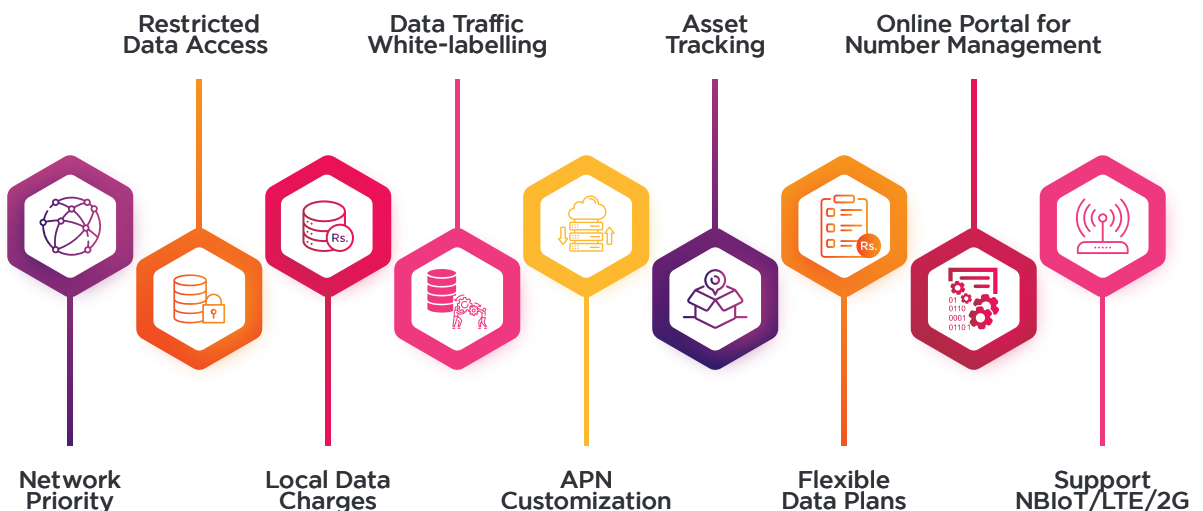 Restricted
Data Access
Data Traffic
White-labelling
Asset
Tracking
Online Portal for
Number Management
Rs.
Rs.
01
0110
0001
01101
Network
Priority
Local Data
Charges
APN
Customization
Flexible
Data Plans
Support
NBIoT/LTE/2G